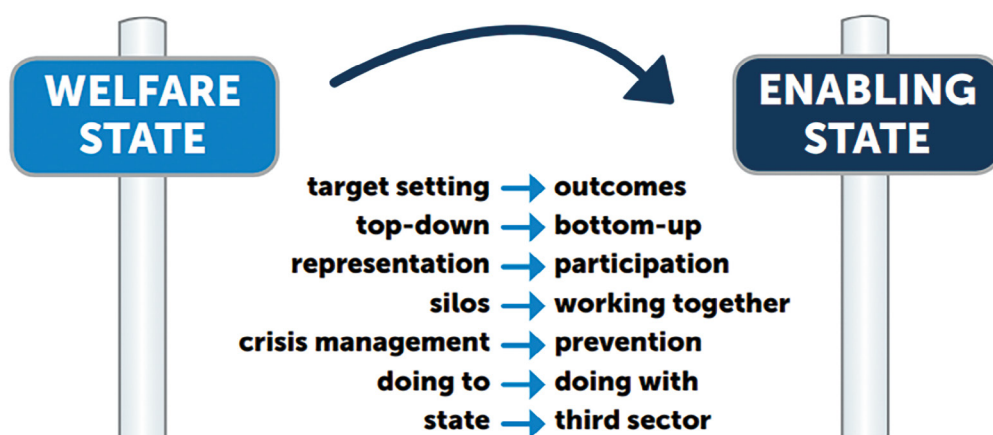 WELFARE
STATE
ENABLING
STATE
target setting → outcomes
top-down → bottom-up
representation → participation
silos → working together
crisis management → prevention
doing to → doing with
state → third sector